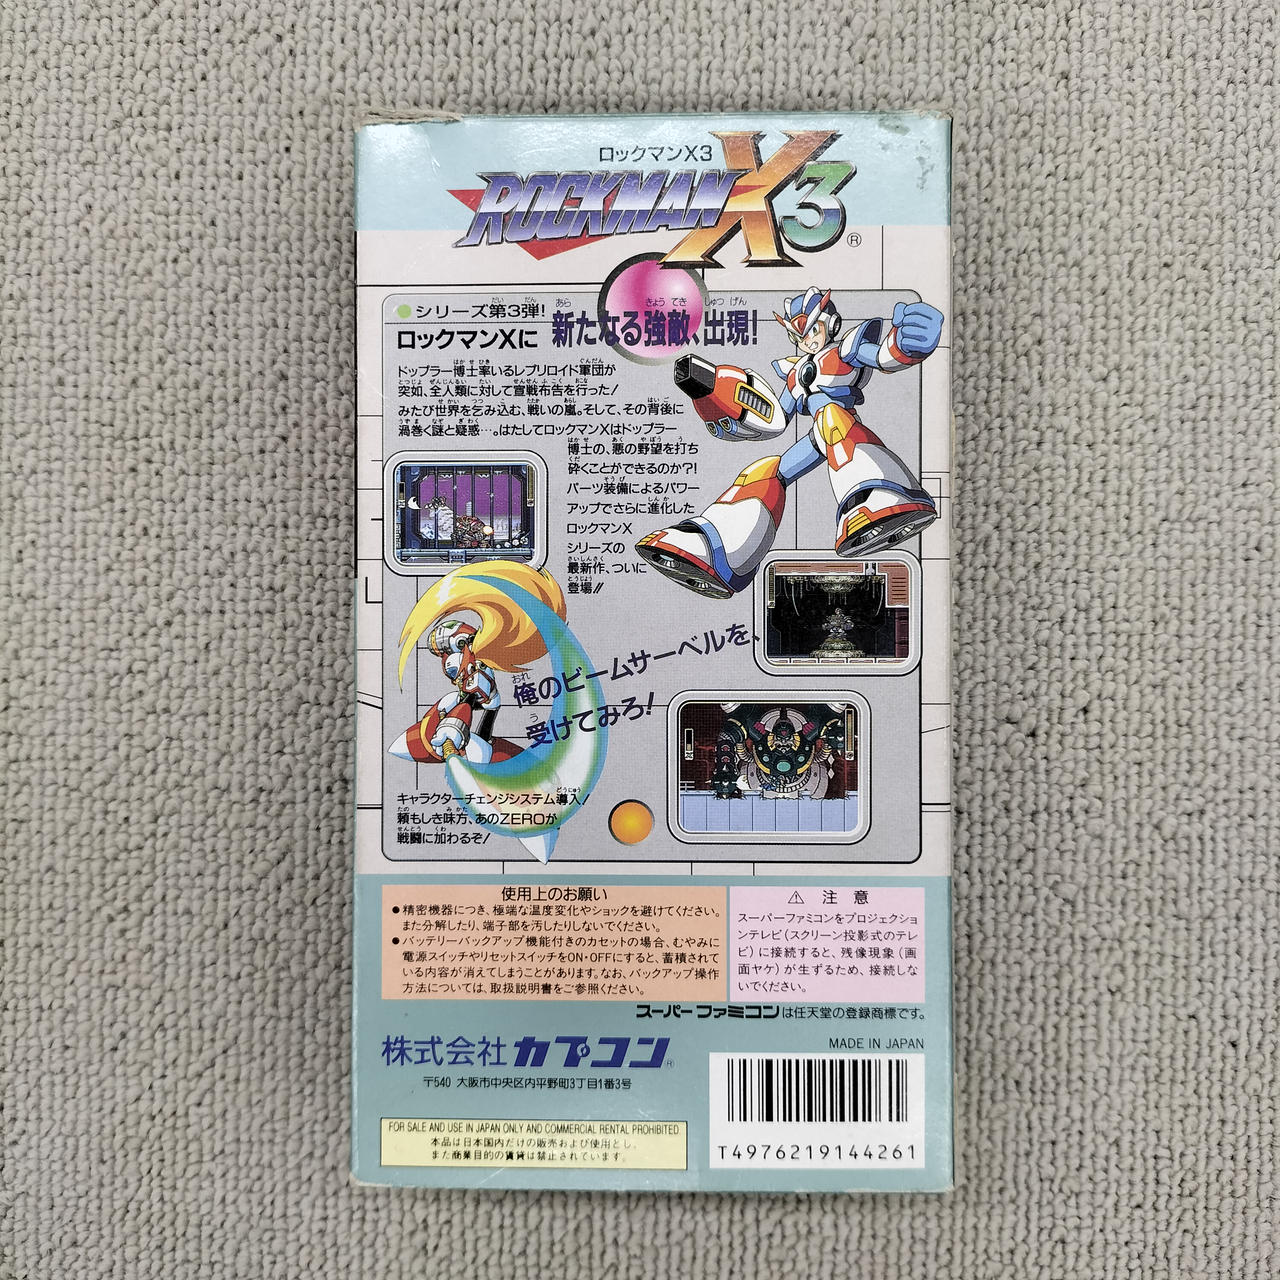 ロックマンX3
ROCKMAN X3®
シリーズ第3弾!
ロックマンXに 新たなる強敵、出現!
ドップラー博士率いるレプリロイド軍団が
突如、全人類に対して宣戦布告を行った!
みたび世界を乞み込む、戦いの嵐。そして、その背後に
渦巻く謎と疑惑…。はたしてロックマンXはドップラー
博士の、悪の野望を打ち
砕くことができるのか?!
パーツ装備によるパワー
アップでさらに進化した
ロックマンX
シリーズの
最新作、ついに
登場!!
俺のビームサーベルを、
受けてみろ!
キャラクターチェンジシステム導入!
頼もしき味方、あのZEROが
戦闘に加わるぞ!
使用上のお願い
●精密機器につき、極端な温度変化やショックを避けてください。
また分解したり、端子部を汚したりしないでください。
●バッテリーバックアップ機能付きのカセットの場合、むやみに
電源スイッチやリセットスイッチをON・OFFにすると、蓄積されて
いる内容が消えてしまうことがあります。なお、バックアップ操作
方法については、取扱説明書をご参照ください。
⚠ 注意
スーパーファミコンをプロジェクショ
ンテレビ(スクリーン投影式のテレ
ビ)に接続すると、残像現象(画
面ヤケ)が生ずるため、接続しな
いでください。
スーパーファミコンは任天堂の登録商標です。
株式会社カプコン®
〒540 大阪市中央区内平野町3丁目1番3号
MADE IN JAPAN
FOR SALE AND USE IN JAPAN ONLY AND COMMERCIAL RENTAL PROHIBITED.
本品は日本国内だけの販売および使用とし、
また商業目的の賃貸は禁止されています。
T4976219144261